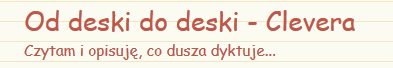 Od deski do deski - Clevera
Czytam i opisuję, co dusza dyktuje...